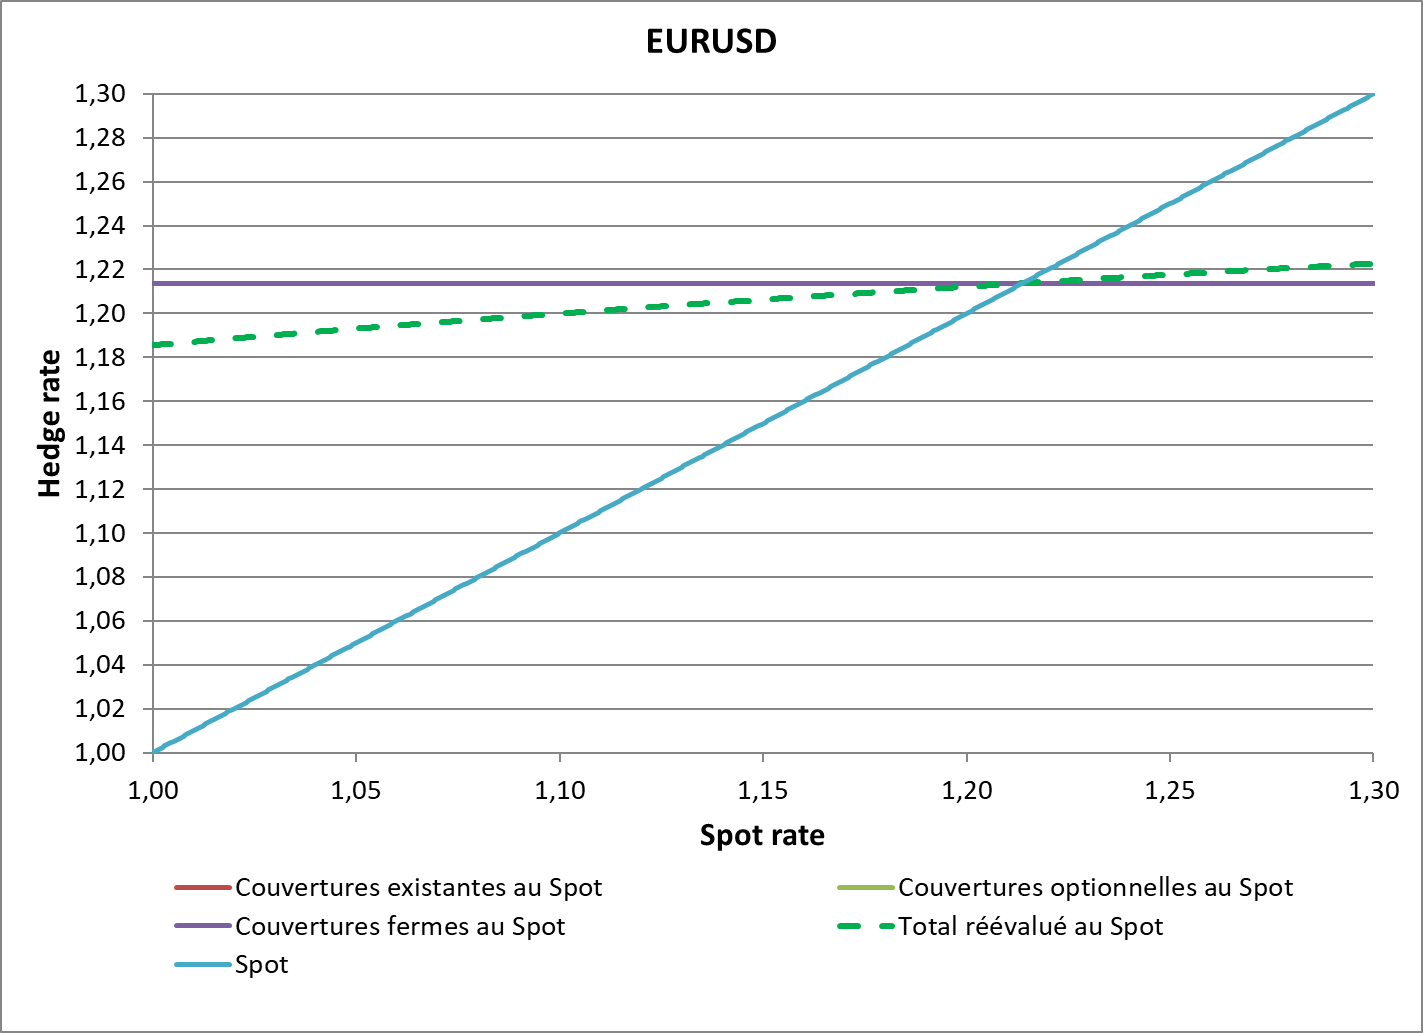 EURUSD
1,30
1,28
1,26
1,24
1,22
1,20
1,18
1,16
1,14
1,12
1,10
1,08
1,06
1,04
1,02
1,00
Hedge rate
1,00 1,05 1,10 1,15 1,20 1,25 1,30
Spot rate
Couvertures existantes au Spot Couvertures optionnelles au Spot
Couvertures fermes au Spot Total réévalué au Spot
Spot